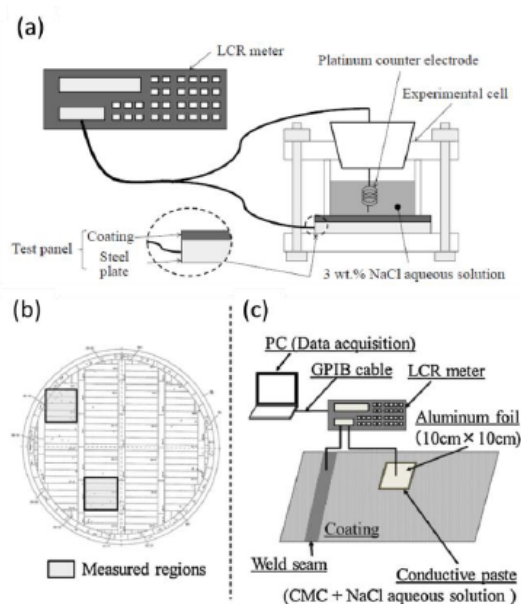 (a)
LCR meter
Platinum counter electrode
Experimental cell
Test panel
Coating
Steel
plate
3 wt.% NaCl aqueous solution
(b)
Measured regions
(c)
PC (Data acquisition)
GPIB cable
LCR meter
Aluminum foil
(10cm×10cm)
Coating
Weld seam
Conductive paste
(CMC + NaCl aqueous solution )